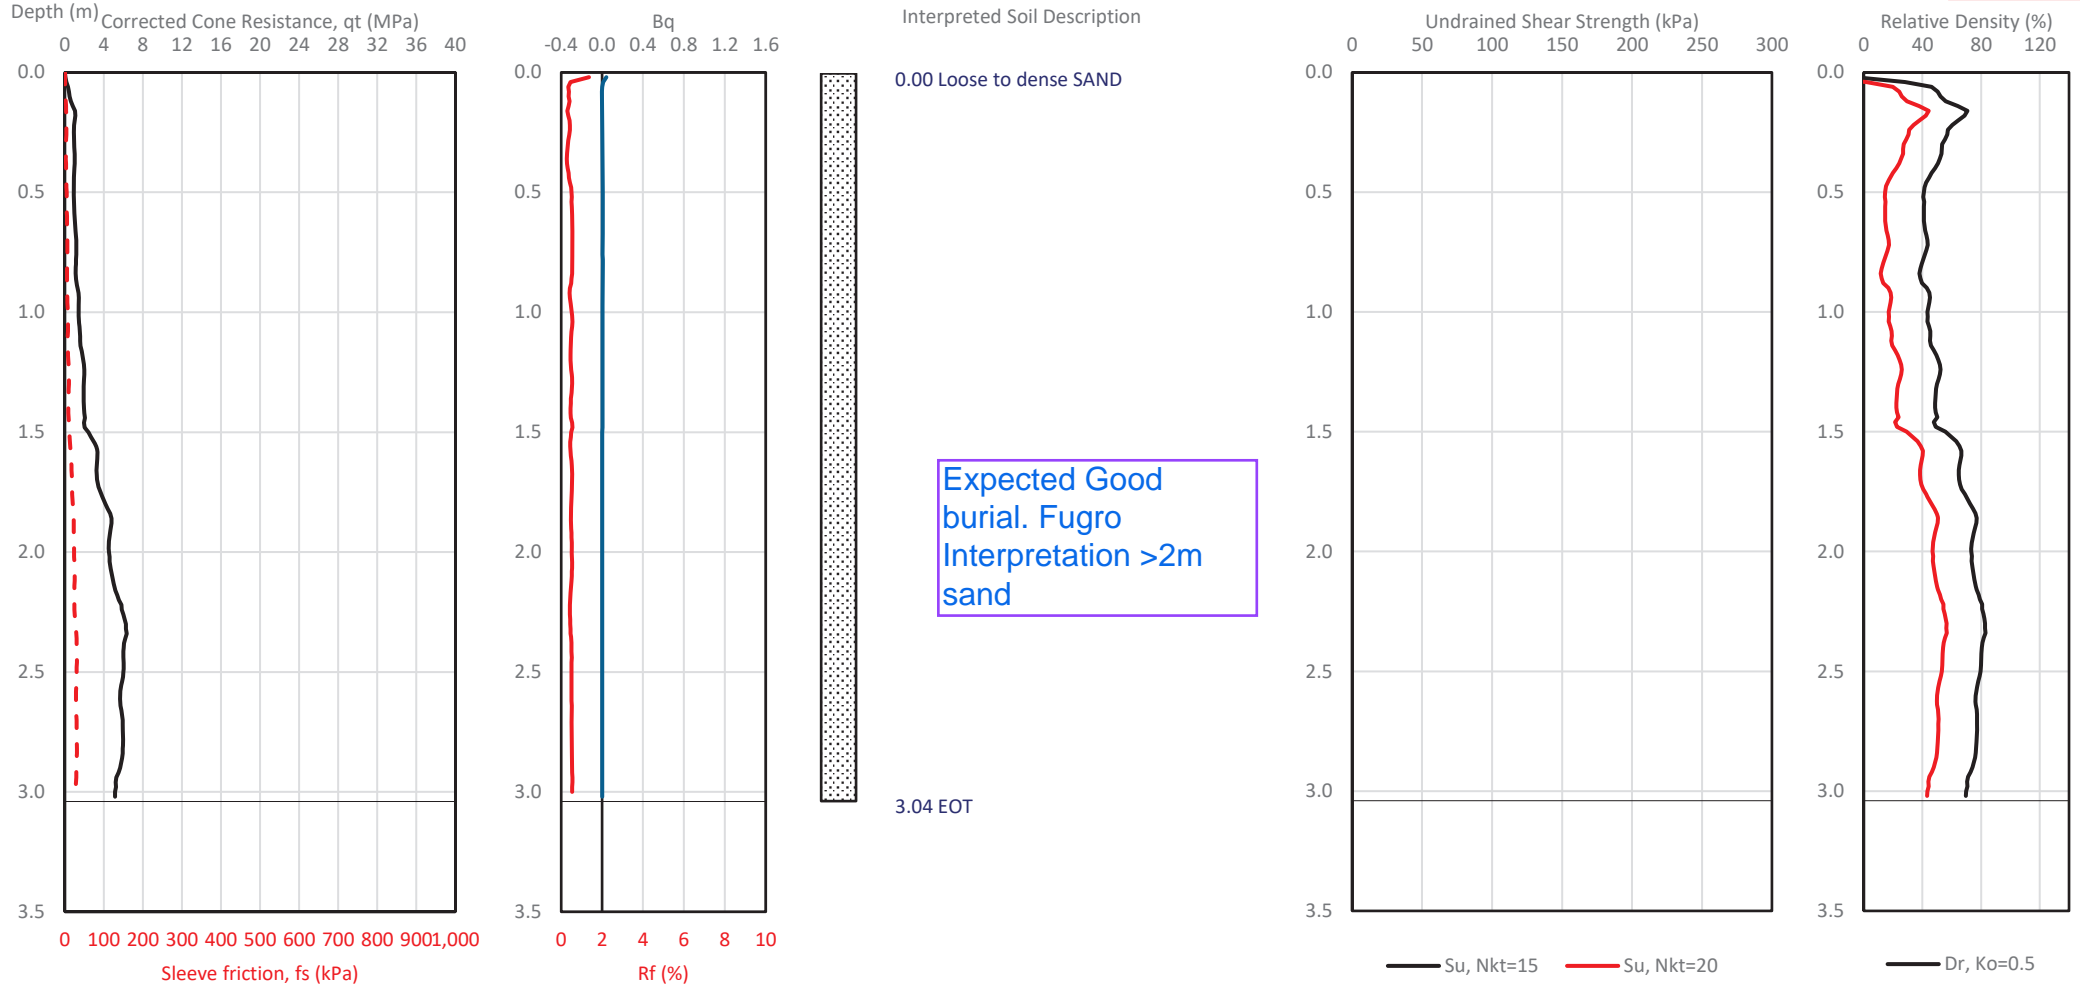 Depth (m)
Corrected Cone Resistance, qt (MPa)
0 4 8 12 16 20 24 28 32 36 40
Bq
-0.4 0.0 0.4 0.8 1.2 1.6
Interpreted Soil Description
Undrained Shear Strength (kPa)
0 50 100 150 200 250 300
Relative Density (%)
0 40 80 120
0.0 0.0 0.00 Loose to dense SAND 0.0 0.0
0.5 0.5 0.5 0.5
1.0 1.0 1.0 1.0
1.5 1.5 1.5 1.5
Expected Good
burial. Fugro
Interpretation >2m
sand
2.0 2.0 2.0 2.0
2.5 2.5 2.5 2.5
3.0 3.0 3.0 3.0
3.04 EOT
3.5 3.5 3.5 3.5
0 100 200 300 400 500 600 700 800 900 1,000
Sleeve friction, fs (kPa)
0 2 4 6 8 10
Rf (%)
Su, Nkt=15 Su, Nkt=20
Dr, Ko=0.5